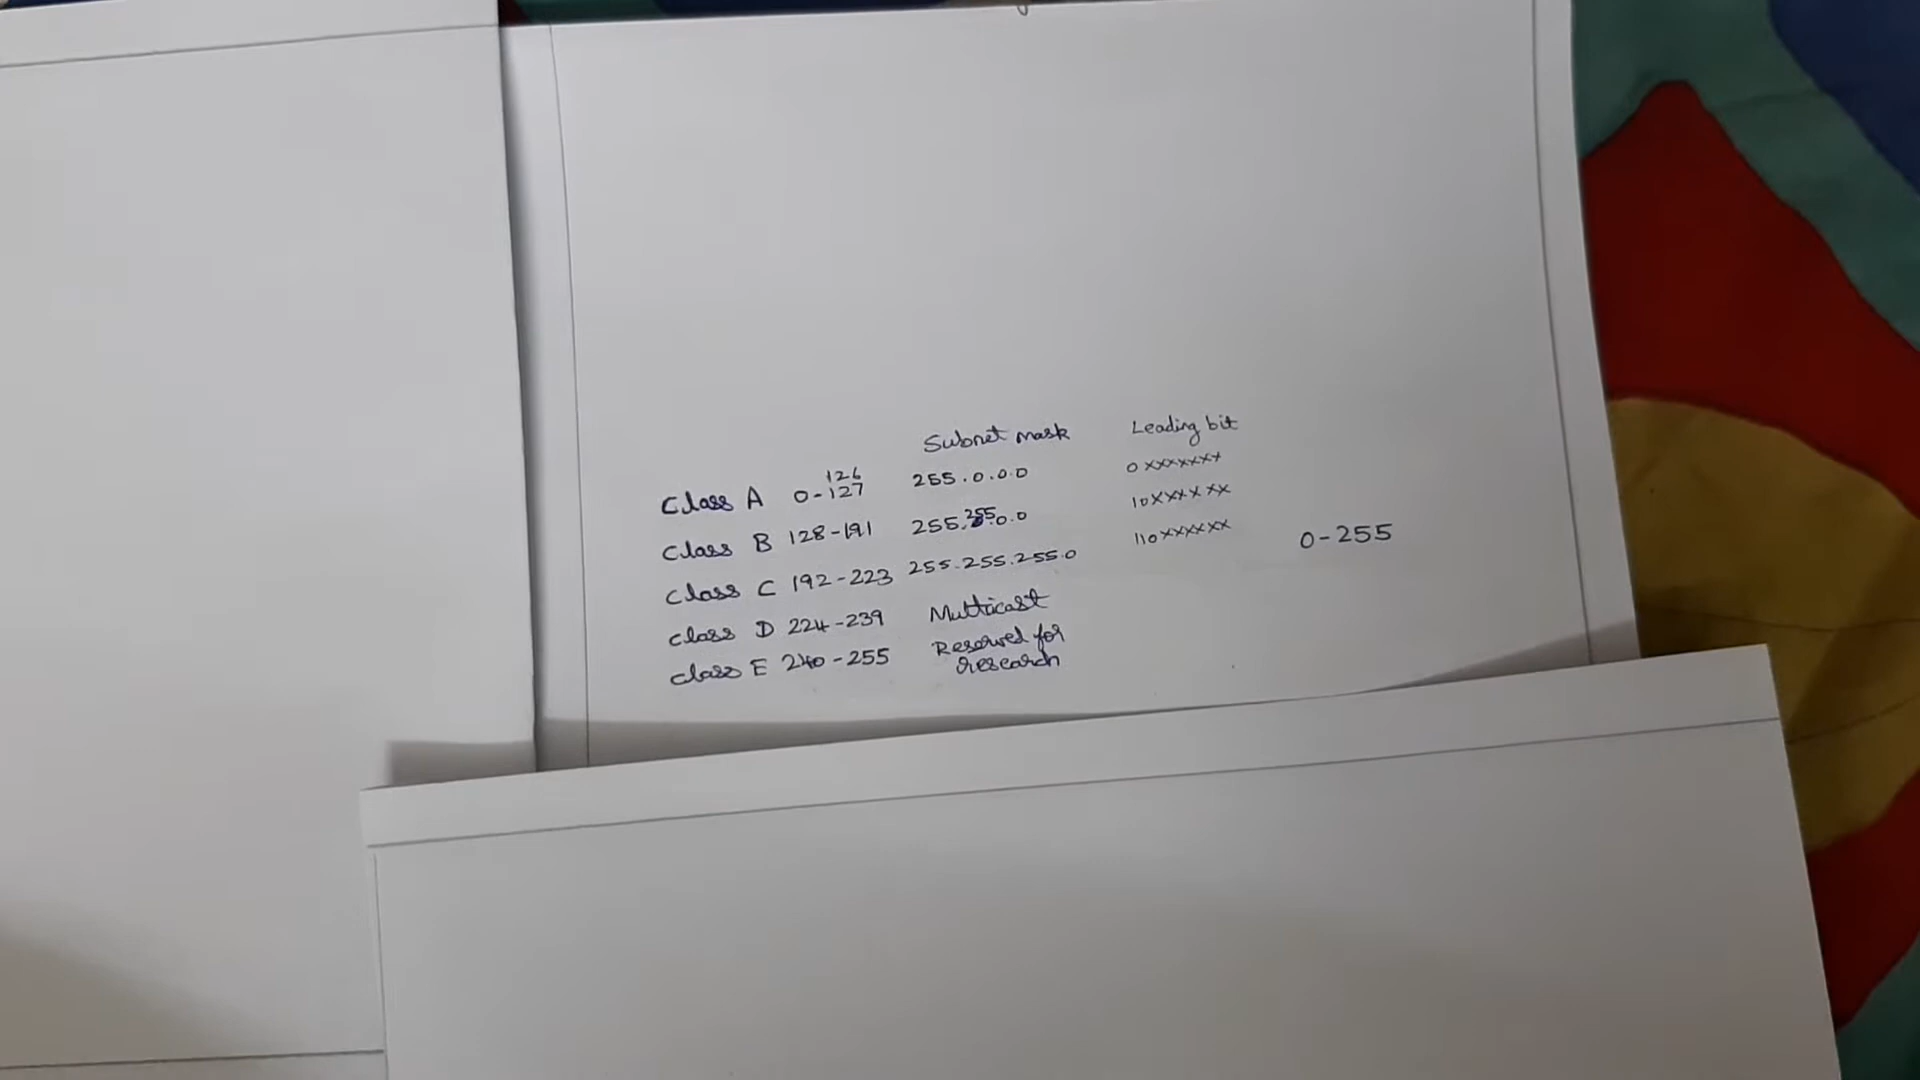 Subnet mask Leading bit
126
Class A 0-127 255.0.0.0 0xxxxxxx
Class B 128-191 255.255.0.0 10xxxxxx
Class C 192-223 255.255.255.0 110xxxxxx 0-255
class D 224-239 Multicast
class E 240-255 Reserved for
research